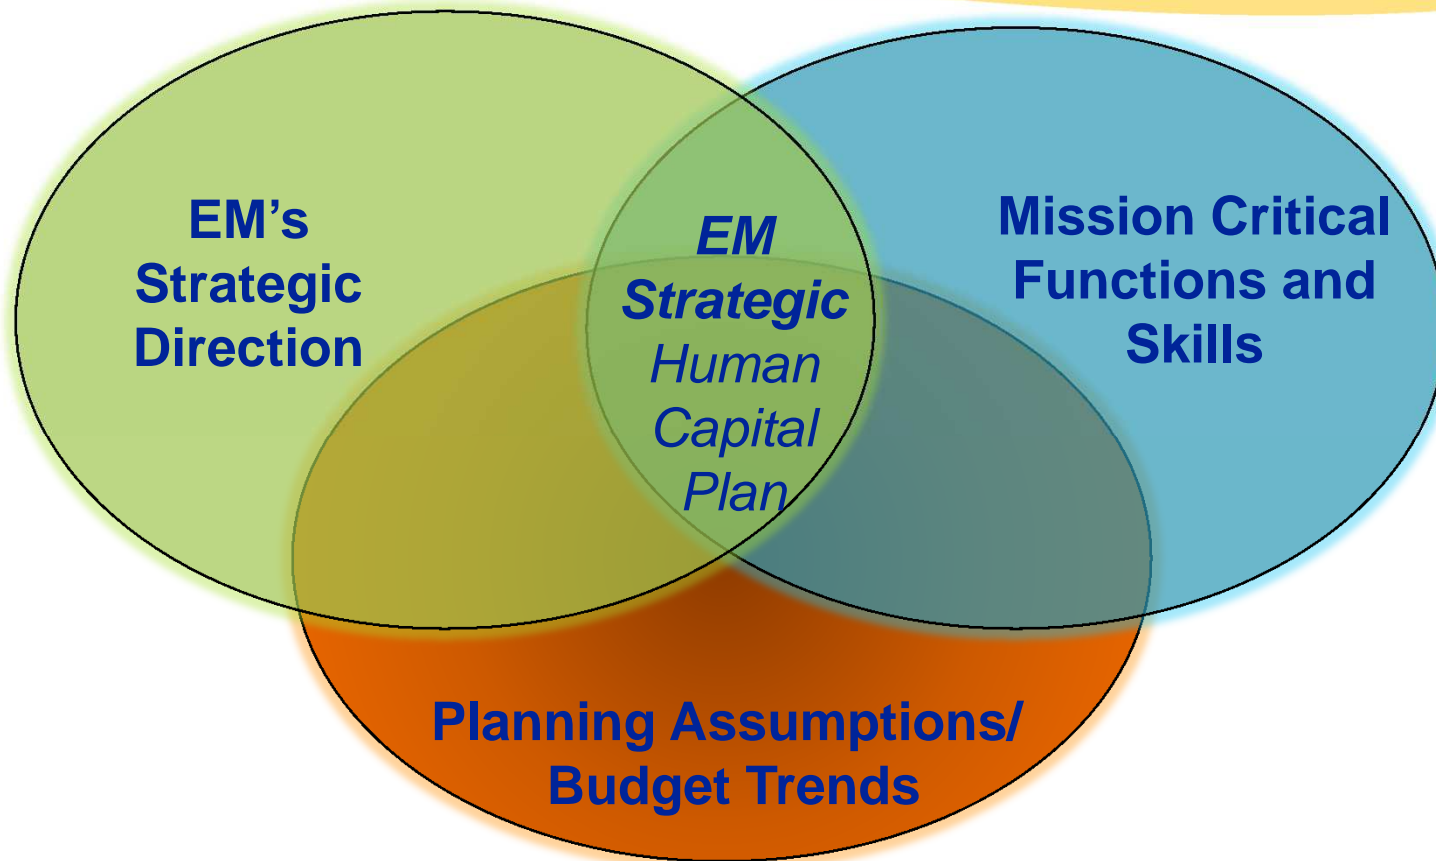 EM’s
Strategic
Direction
EM
Strategic
Human
Capital
Plan
Mission Critical
Functions and
Skills
Planning Assumptions/
Budget Trends